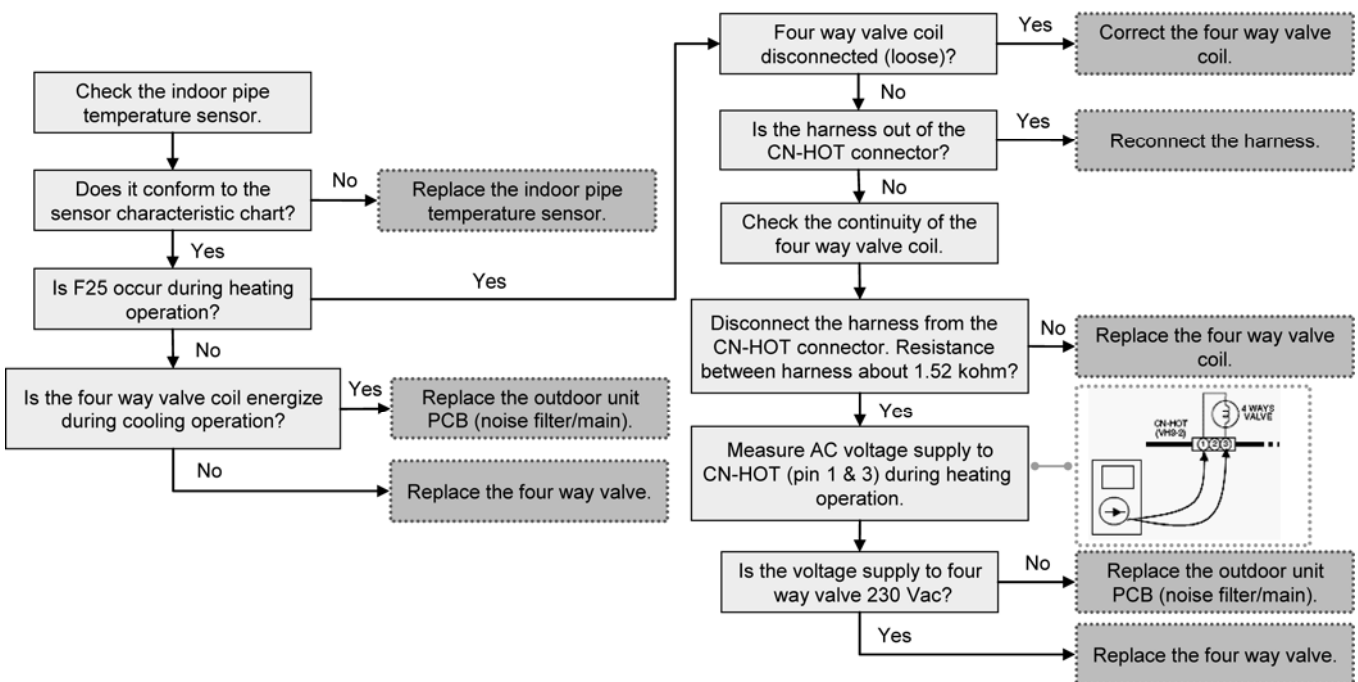 Check the indoor pipe
temperature sensor.
Does it conform to the
sensor characteristic chart?
No
Replace the indoor pipe
temperature sensor.
Yes
Is F25 occur during heating
operation?
Yes
No
Is the four way valve coil energize
during cooling operation?
Yes
Replace the outdoor unit
PCB (noise filter/main).
No
Replace the four way valve.
Four way valve coil
disconnected (loose)?
Yes
Correct the four way valve
coil.
No
Is the harness out of the
CN-HOT connector?
Yes
Reconnect the harness.
No
Check the continuity of the
four way valve coil.
Disconnect the harness from the
CN-HOT connector. Resistance
between harness about 1.52 kohm?
No
Replace the four way valve
coil.
Yes
Measure AC voltage supply to
CN-HOT (pin 1 & 3) during heating
operation.
4 WAYS
VALVE
CN-HOT
(VH9-2)
1 2 3
Is the voltage supply to four
way valve 230 Vac?
No
Replace the outdoor unit
PCB (noise filter/main).
Yes
Replace the four way valve.